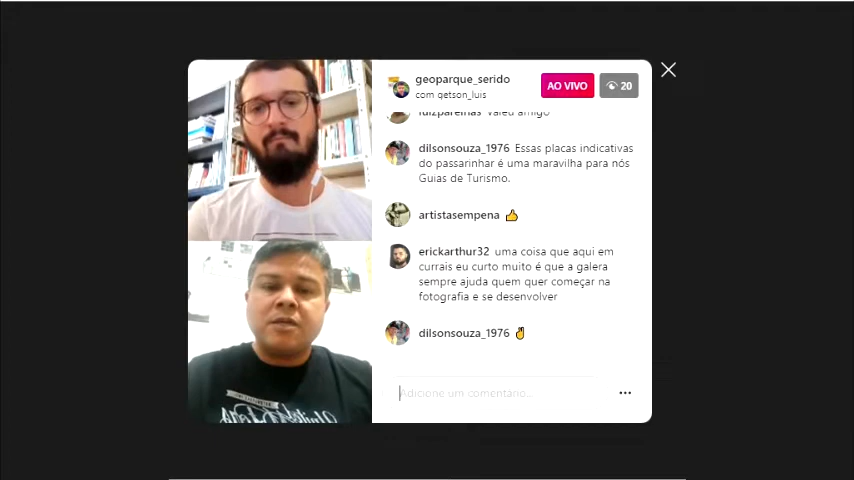 geoparque_serido
com getson_luis
AO VIVO
20
luizparelhas Valeu amigo
dilsonsouza_1976 Essas placas indicativas
do passarinhar é uma maravilha para nós
Guias de Turismo.
artistasempena 👍
erickarthur32 uma coisa que aqui em
currais eu curto muito é que a galera
sempre ajuda quem quer começar na
fotografia e se desenvolver
dilsonsouza_1976 ✌
Adicione um comentário...